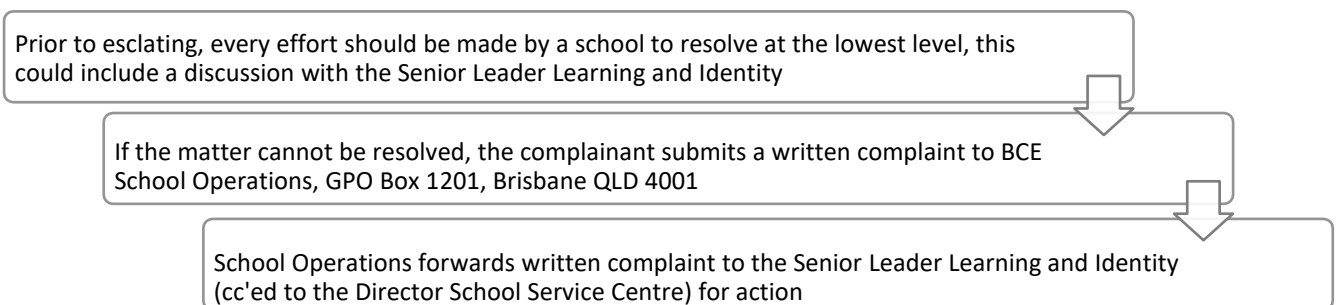 Prior to esclating, every effort should be made by a school to resolve at the lowest level, this
could include a discussion with the Senior Leader Learning and Identity
If the matter cannot be resolved, the complainant submits a written complaint to BCE
School Operations, GPO Box 1201, Brisbane QLD 4001
School Operations forwards written complaint to the Senior Leader Learning and Identity
(cc'ed to the Director School Service Centre) for action